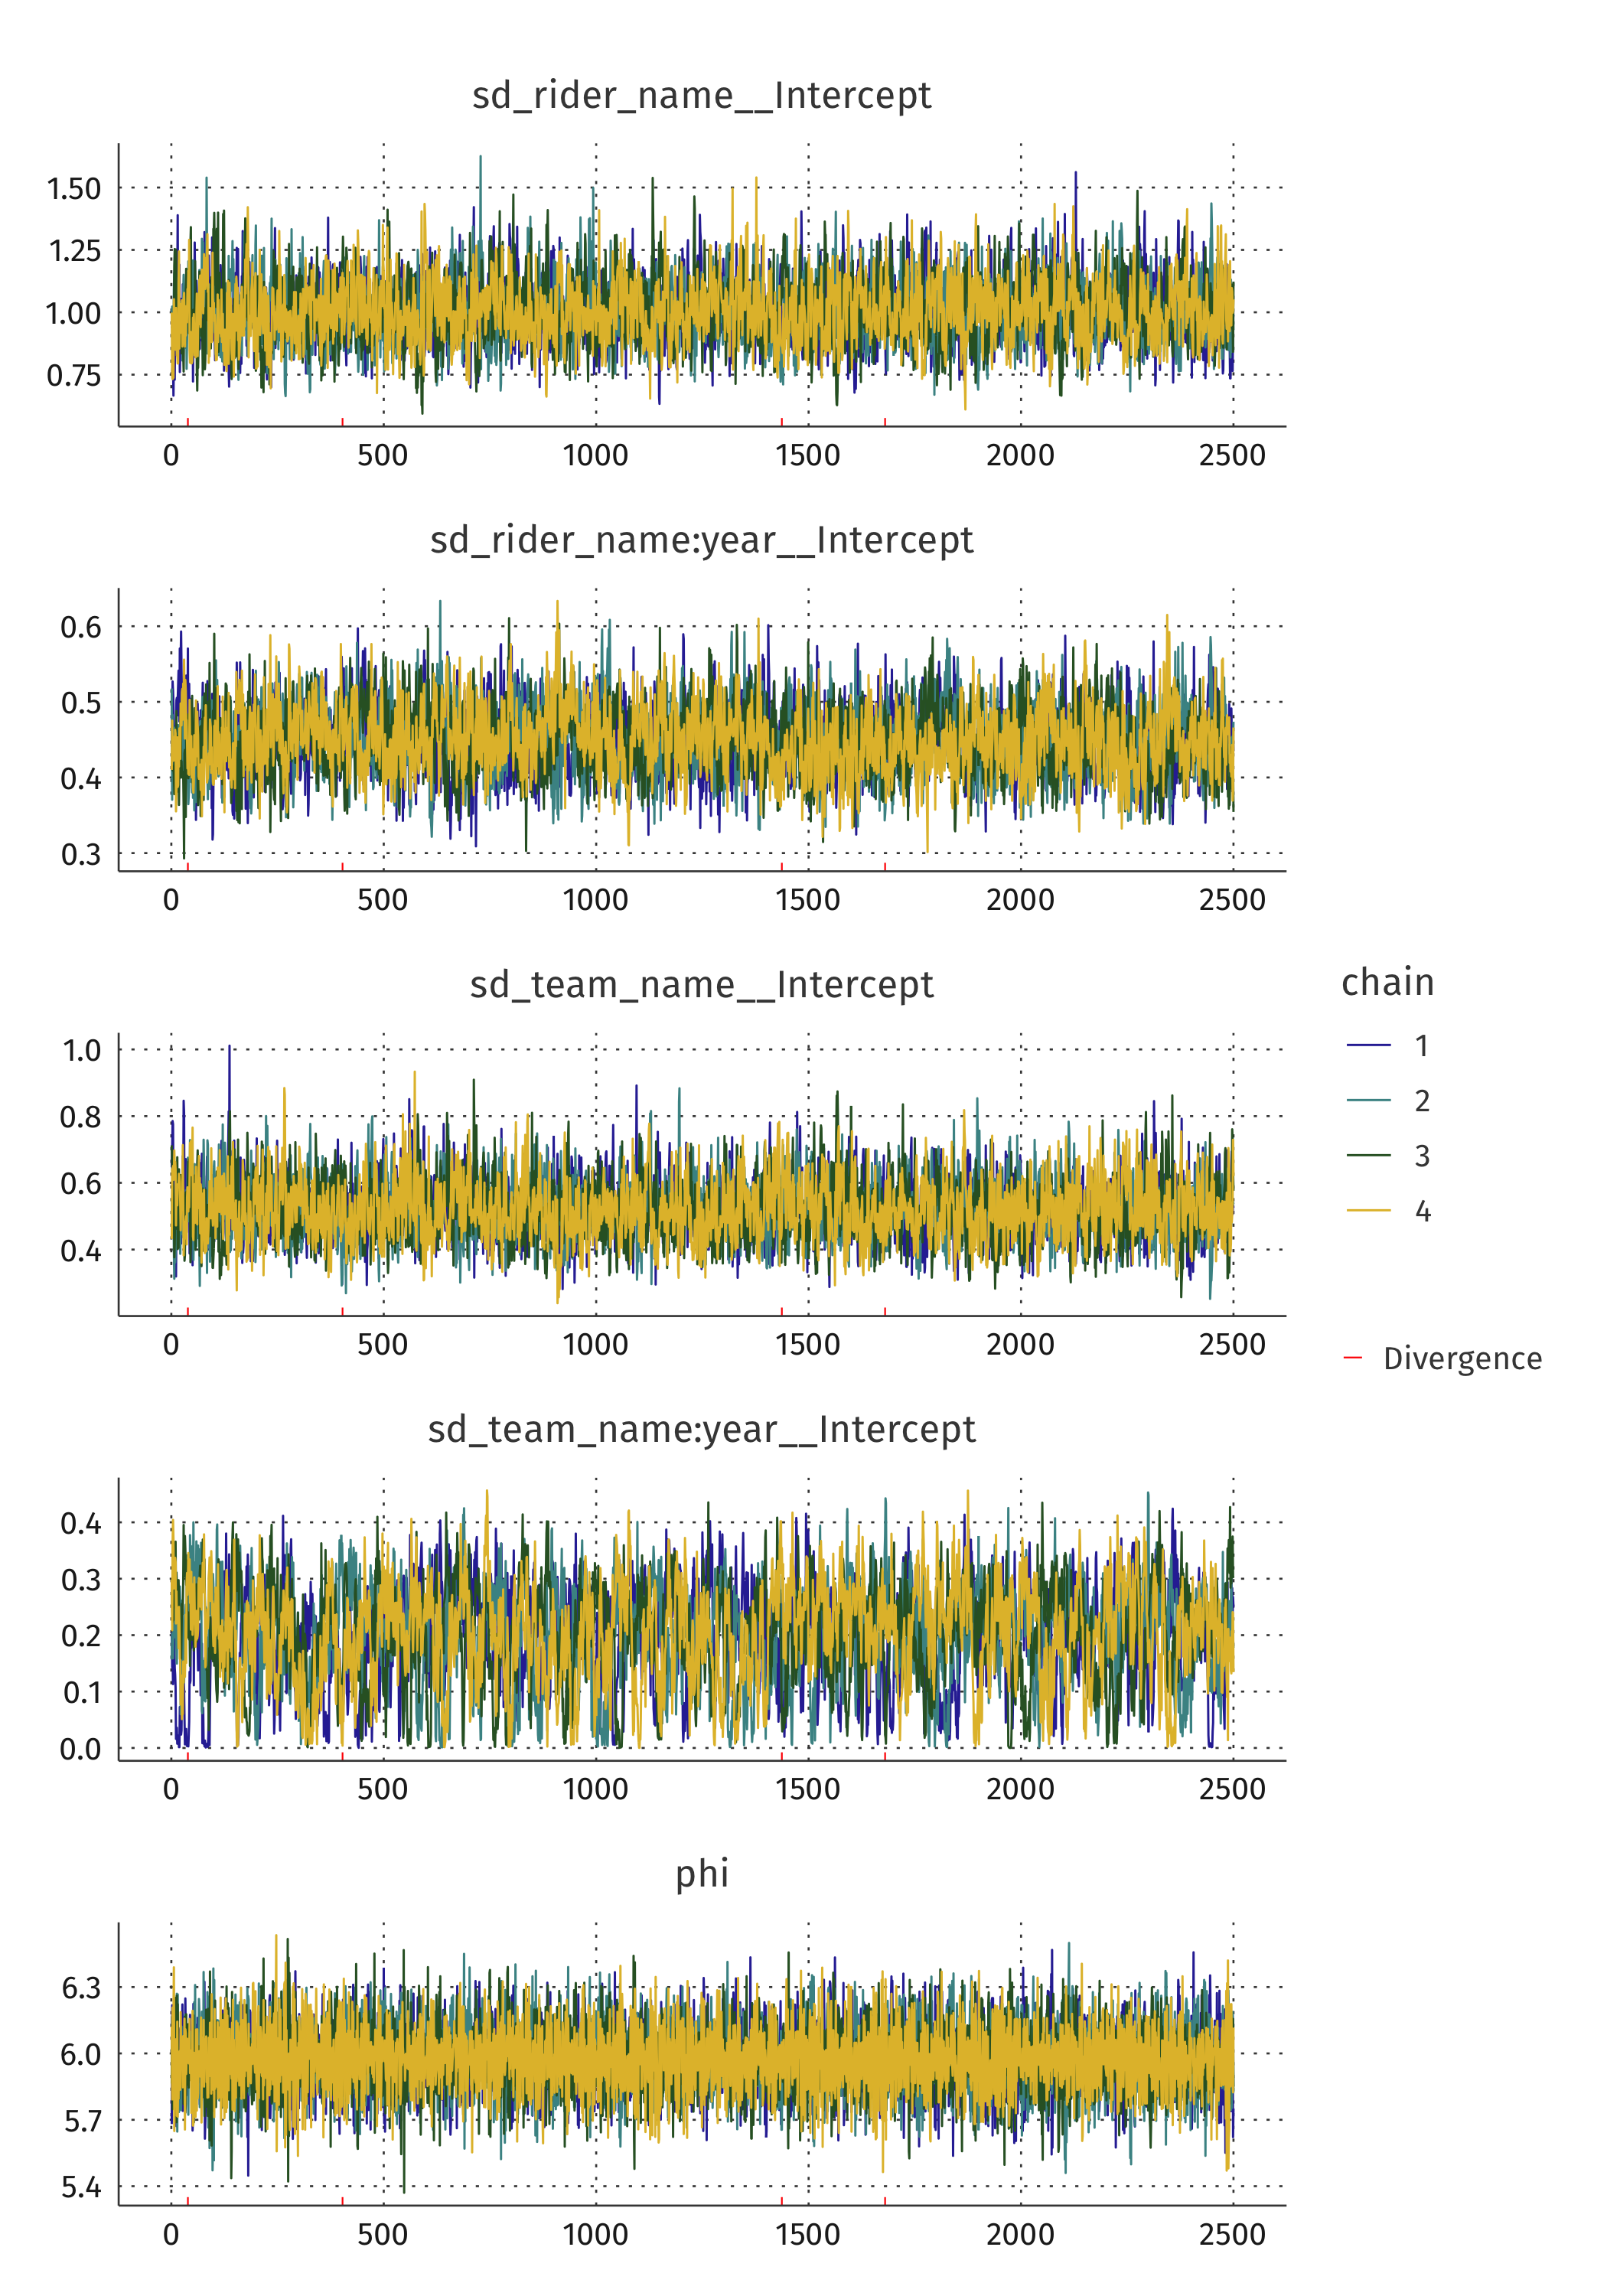 sd_rider_name__Intercept
1.50
1.25
1.00
0.75
0 500 1000 1500 2000 2500
sd_rider_name:year__Intercept
0.6
0.5
0.4
0.3
0 500 1000 1500 2000 2500
sd_team_name__Intercept
1.0
0.8
0.6
0.4
0 500 1000 1500 2000 2500
chain
1
2
3
4
Divergence
sd_team_name:year__Intercept
0.4
0.3
0.2
0.1
0.0
0 500 1000 1500 2000 2500
phi
6.3
6.0
5.7
5.4
0 500 1000 1500 2000 2500